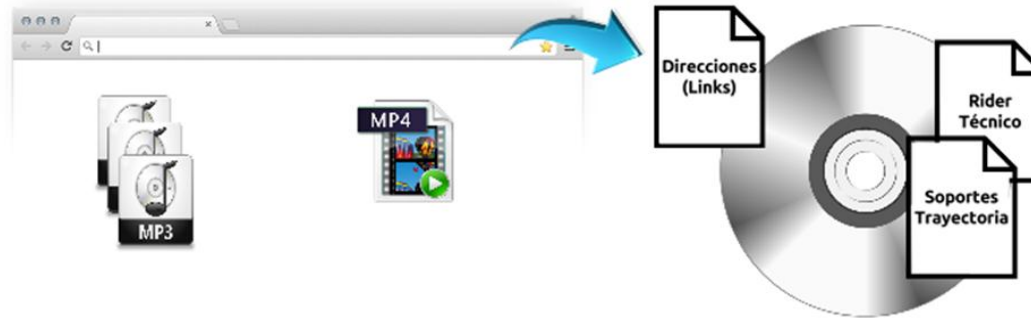 MP3
MP4
Direcciones
(Links)
Rider
Técnico
Soportes
Trayectoria